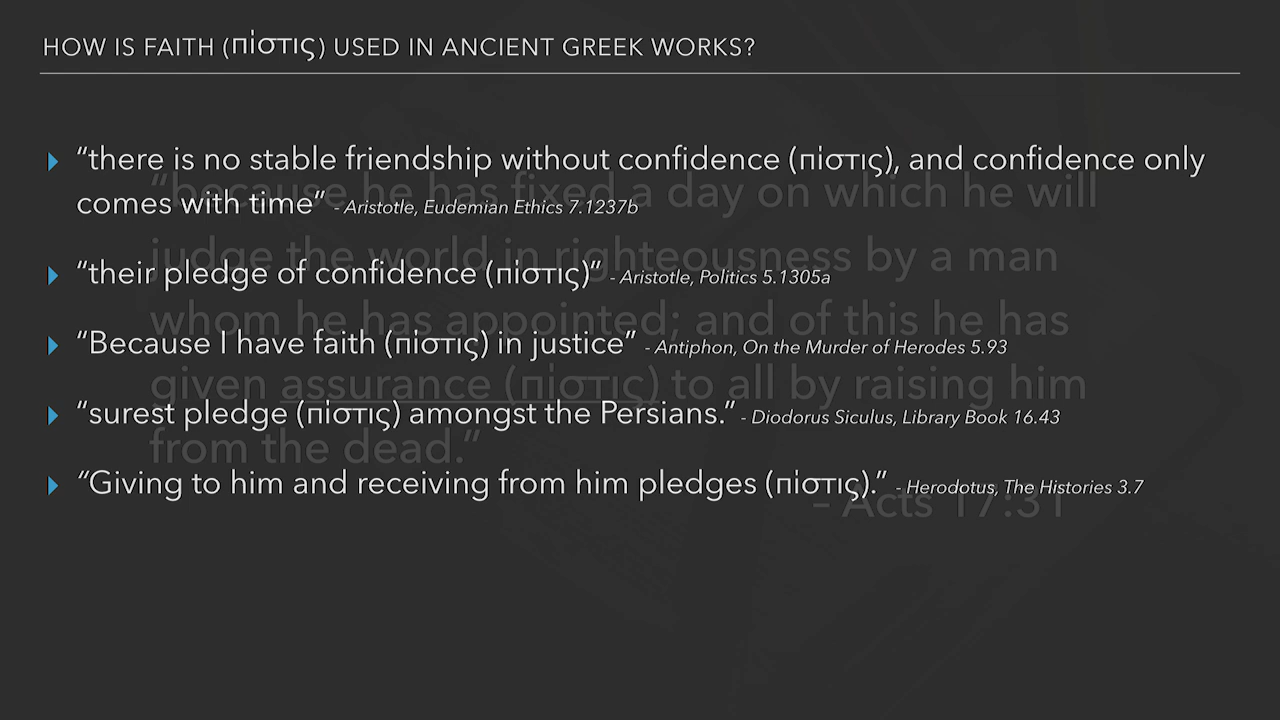 HOW IS FAITH (πίστις) USED IN ANCIENT GREEK WORKS?
“there is no stable friendship without confidence (πίστις), and confidence only
comes with time” - Aristotle, Eudemian Ethics 7.1237b
“their pledge of confidence (πίστις)” - Aristotle, Politics 5.1305a
“Because I have faith (πίστις) in justice” - Antiphon, On the Murder of Herodes 5.93
“surest pledge (πίστις) amongst the Persians.” - Diodorus Siculus, Library Book 16.43
“Giving to him and receiving from him pledges (πίστις).” - Herodotus, The Histories 3.7
“because he has fixed a day on which he will
judge the world in righteousness by a man
whom he has appointed; and of this he has
given assurance (πίστις) to all by raising him
from the dead.”
– Acts 17:31